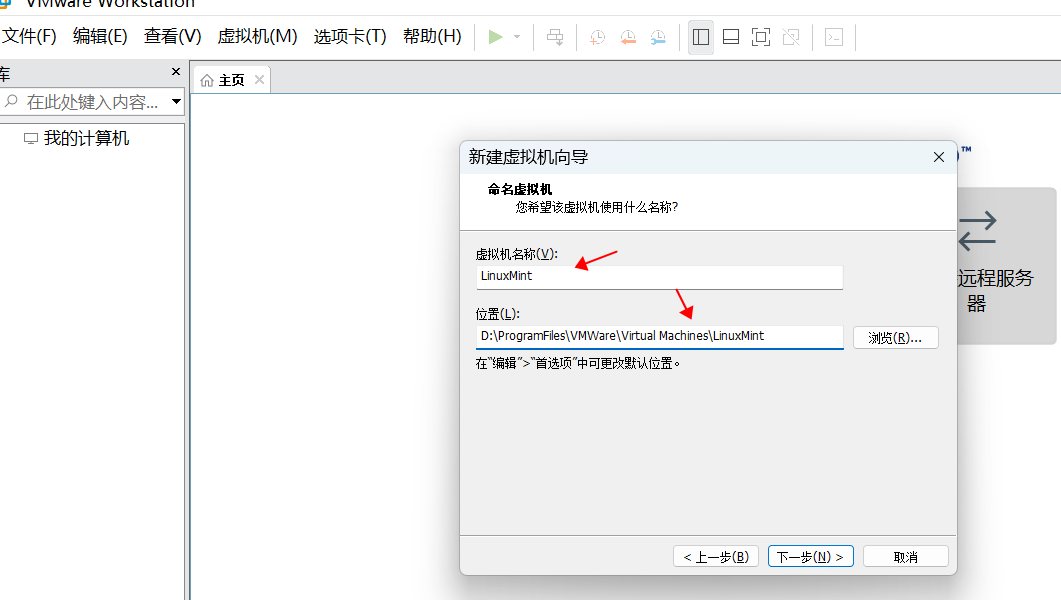 VMware Workstation
文件(F) 编辑(E) 查看(V) 虚拟机(M) 选项卡(T) 帮助(H)
库
主页
在此处键入内容...
我的计算机
™
新建虚拟机向导
命名虚拟机
您希望该虚拟机使用什么名称?
虚拟机名称(V):
LinuxMint
位置(L):
D:\ProgramFiles\VMWare\Virtual Machines\LinuxMint
浏览(R)...
在"编辑">"首选项"中可更改默认位置。
远程服务
器
< 上一步(B) 下一步(N) > 取消